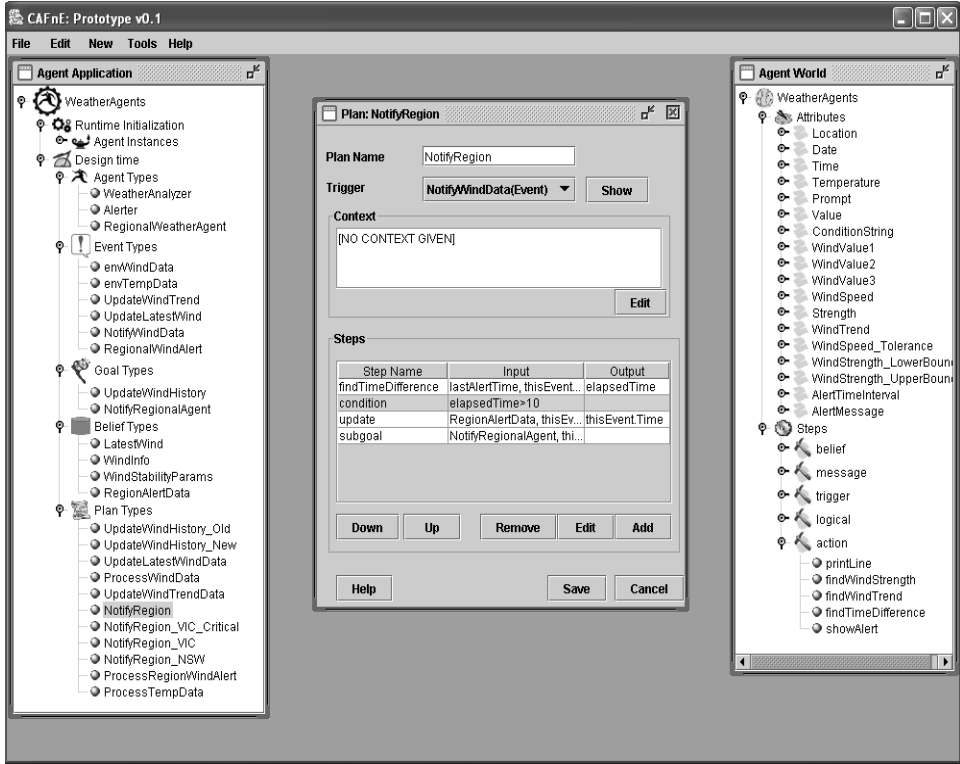 CAFnE: Prototype v0.1
File Edit New Tools Help
Agent Application
WeatherAgents
Runtime Initialization
Agent Instances
Design time
Agent Types
WeatherAnalyzer
Alerter
RegionalWeatherAgent
Event Types
envWindData
envTempData
UpdateWindTrend
UpdateLatestWind
NotifyWindData
RegionalWindAlert
Goal Types
UpdateWindHistory
NotifyRegionalAgent
Belief Types
LatestWind
WindInfo
WindStabilityParams
RegionAlertData
Plan Types
UpdateWindHistory_Old
UpdateWindHistory_New
UpdateLatestWindData
ProcessWindData
UpdateWindTrendData
NotifyRegion
NotifyRegion_VIC_Critical
NotifyRegion_VIC
NotifyRegion_NSW
ProcessRegionWindAlert
ProcessTempData
Plan: NotifyRegion
Plan Name NotifyRegion
Trigger NotifyWindData(Event) Show
Context
[NO CONTEXT GIVEN]
Edit
Steps
Step Name Input Output
findTimeDifference lastAlertTime, thisEvent... elapsedTime
condition elapsedTime>10
update RegionAlertData, thisEv... thisEvent.Time
subgoal NotifyRegionalAgent, thi...
Down Up Remove Edit Add
Help Save Cancel
Agent World
WeatherAgents
Attributes
Location
Date
Time
Temperature
Prompt
Value
ConditionString
WindValue1
WindValue2
WindValue3
WindSpeed
Strength
WindTrend
WindSpeed_Tolerance
WindStrength_LowerBoun
WindStrength_UpperBoun
AlertTimeInterval
AlertMessage
Steps
belief
message
trigger
logical
action
printLine
findWindStrength
findWindTrend
findTimeDifference
showAlert